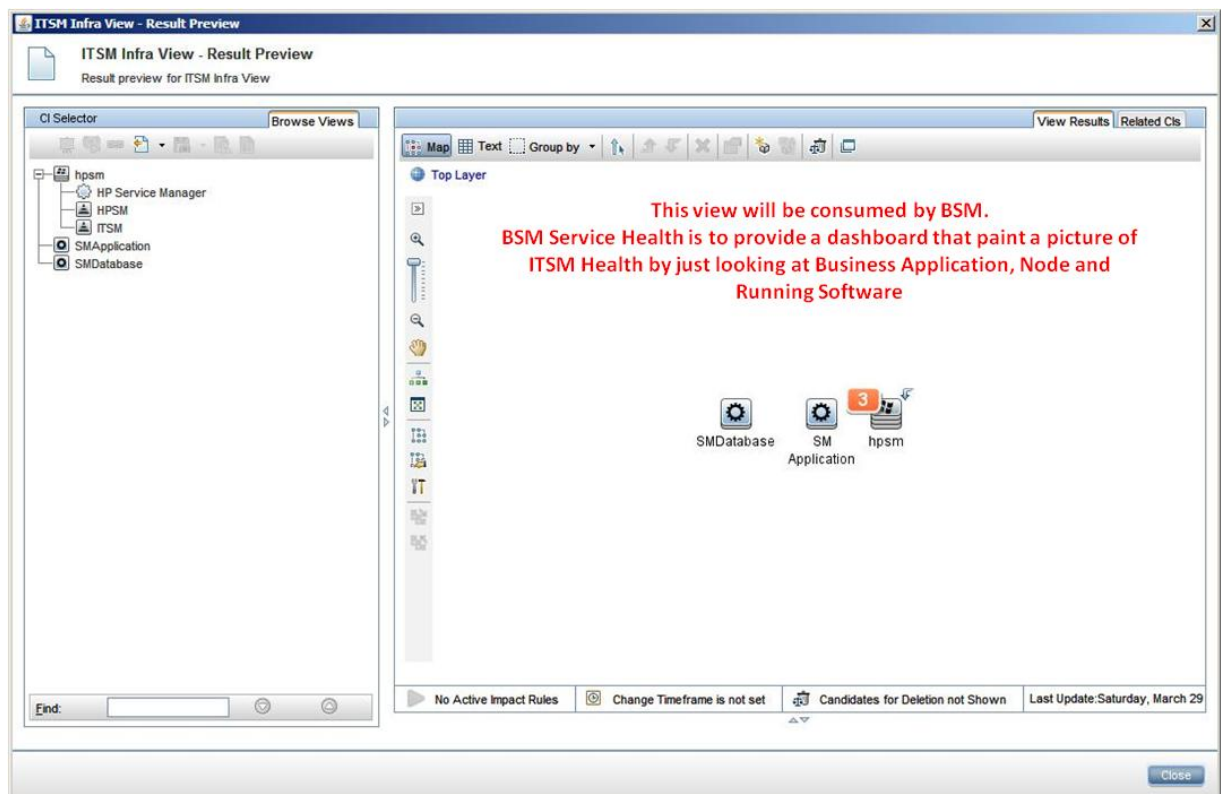 ITSM Infra View - Result Preview
ITSM Infra View - Result Preview
Result preview for ITSM Infra View
CI Selector
Browse Views
hpsm
HP Service Manager
HPSM
ITSM
SMApplication
SMDatabase
Find:
View Results
Related CIs
Map
Text
Group by
Top Layer
This view will be consumed by BSM.
BSM Service Health is to provide a dashboard that paint a picture of
ITSM Health by just looking at Business Application, Node and
Running Software
3
SMDatabase
SM
Application
hpsm
No Active Impact Rules
Change Timeframe is not set
Candidates for Deletion not Shown
Last Update:Saturday, March 29
Close